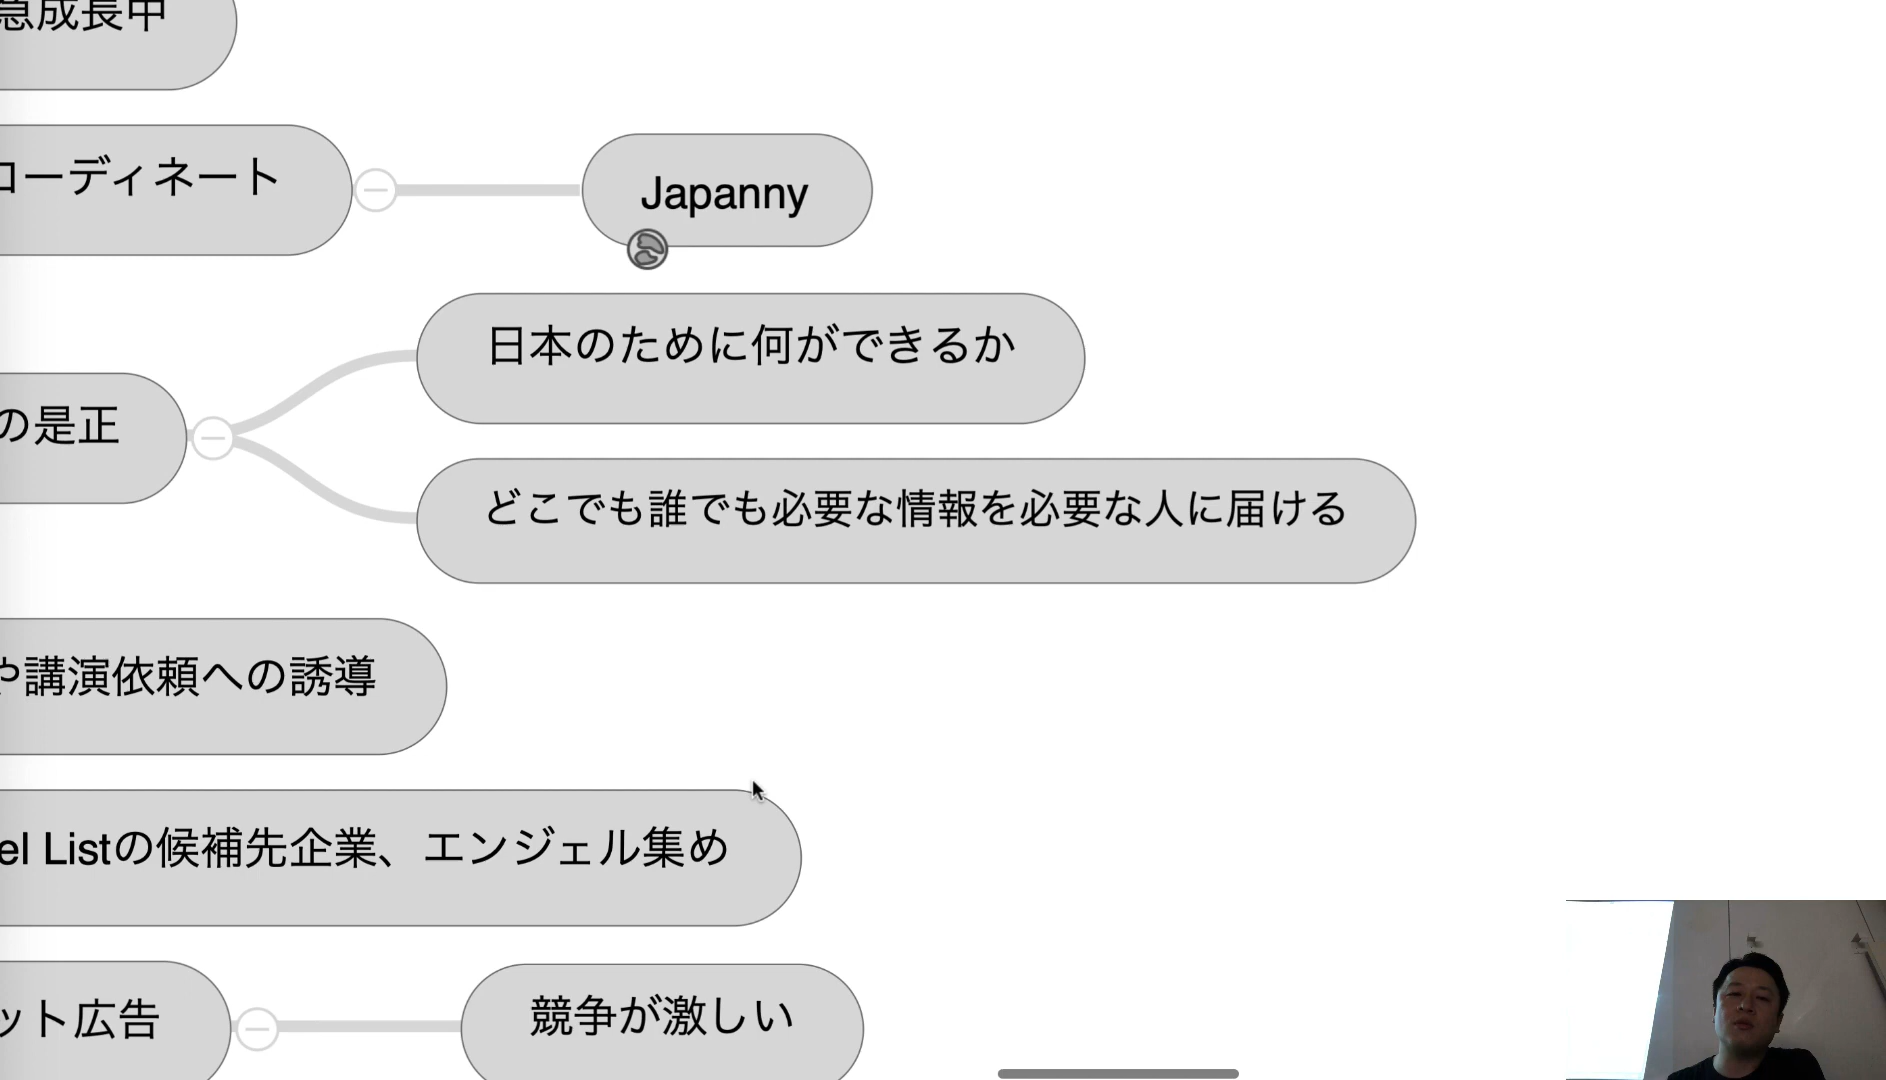 急成長中
コーディネート
Japanny
日本のために何ができるか
の是正
どこでも誰でも必要な情報を必要な人に届ける
や講演依頼への誘導
el Listの候補先企業、エンジェル集め
ット広告
競争が激しい